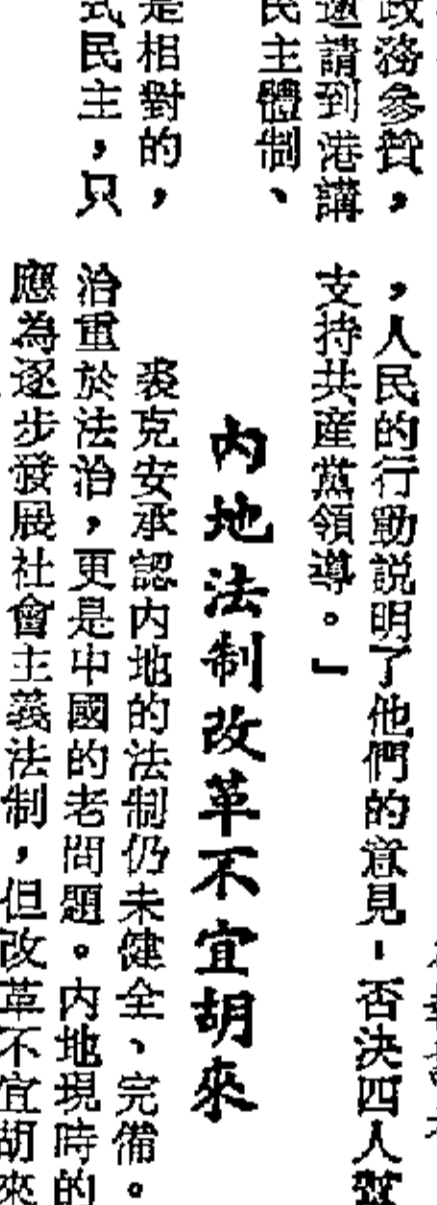 政務參贊，
邀請到港講
民主體制、
是相對的，
式民主，只
，人民的行動説明了他們的意見，否決四人幫
支持共産黨領導。」
內地法制改革不宜胡來
裘克安承認內地的法制仍未健全、完備。
治重於法治，更是中國的老問題。內地現時的
應為逐步發展社會主義法制，但改革不宜胡來